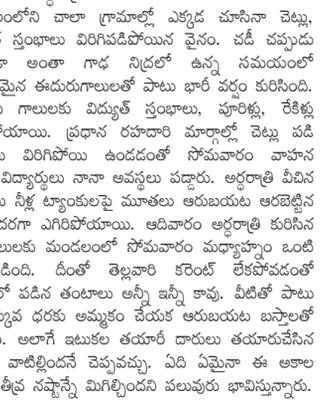 లంలోని చాలా గ్రామాల్లో ఎక్కడ చూసినా చెట్లు,
స్తంభాలు విరిగిపడిపోయిన వైనం. చడీ చప్పుడు
అంతా గాఢ నిద్రలో ఉన్న సమయంలో
మైన ఈదురుగాలులతో పాటు భారీ వర్షం కురిసింది.
గాలులకు విద్యుత్ స్తంభాలు, పూరిళ్లు, రేకిళ్లు
పోయాయి. ప్రధాన రహదారి మార్గాల్లో చెట్లు పడి
విరిగిపోయి ఉండడంతో సోమవారం వాహన
విద్యార్థులు నానా అవస్థలు పడ్డారు. అర్ధరాత్రి వీచిన
నీళ్ల ట్యాంకులపై మూతలు ఆరుబయట ఆరబెట్టిన
దరగా ఎగిరిపోయాయి. ఆదివారం అర్ధరాత్రి కురిసిన
లులకు మండలంలో సోమవారం మధ్యాహ్నం ఒంటి
డింది. దీంతో తెల్లవారి కరెంట్ లేకపోవడంతో
లో పడిన తంటాలు అన్నీ ఇన్నీ కావు. వీటితో పాటు
క్కువ ధరకు అమ్మకం చేయక ఆరుబయట బస్తాలతో
. అలాగే ఇటుకల తయారీ దారులు తయారుచేసిన
వాటిల్లిందనే చెప్పవచ్చు. ఏది ఏమైనా ఈ అకాల
తీవ్ర నష్టాన్నే మిగిల్చిందని పలువురు భావిస్తున్నారు.